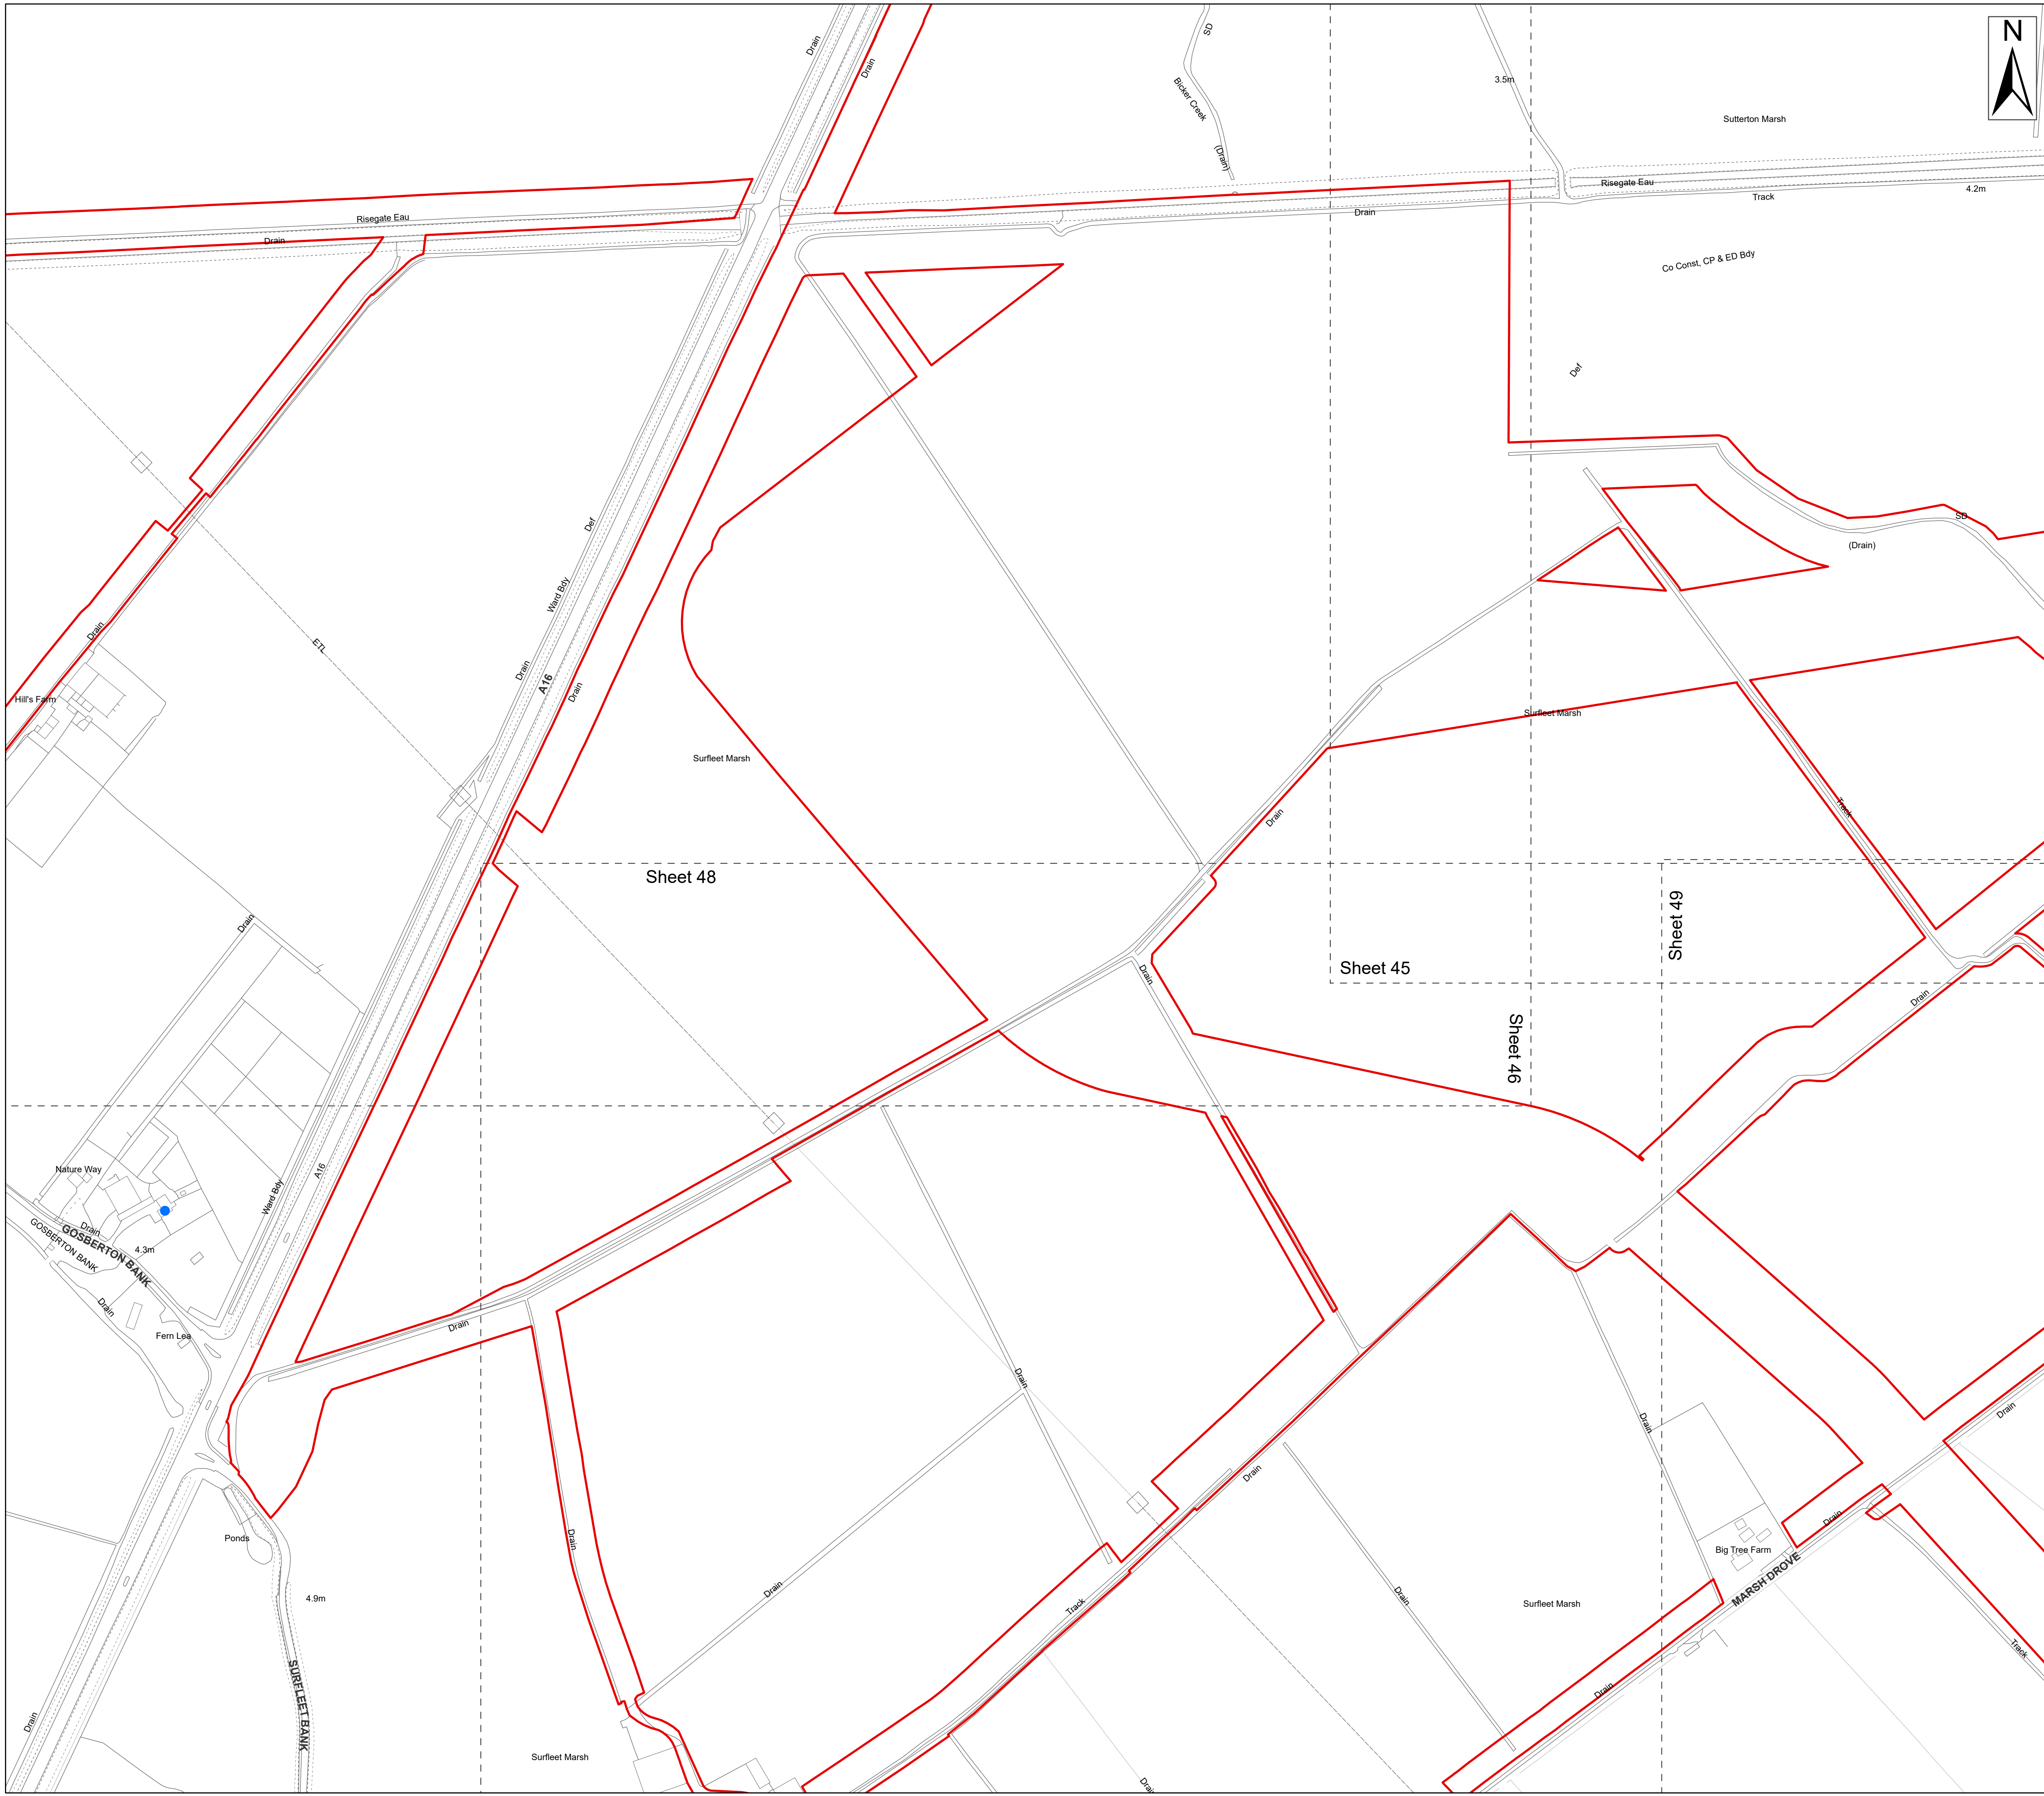 N
Drain
Drain
SD
Bicker Creek
(Drain)
3.5m
Sutterton Marsh
Risegate Eau
Drain
Risegate Eau
Track
4.2m
Drain
Co Const, CP & ED Bdy
Def
ETL
Def
Ward Bdy
Drain
A16
Drain
Drain
Hill's Farm
SD
(Drain)
Surfleet Marsh
Surfleet Marsh
Drain
Track
Sheet 48
Sheet 49
Sheet 45
Sheet 46
Drain
Drain
Drain
Nature Way
Drain
GOSBERTON BANK
GOSBERTON BANK
4.3m
Ward Bdy
A16
Drain
Fern Lea
Drain
Drain
Drain
Drain
Drain
Ponds
Drain
Drain
Drain
Big Tree Farm
MARSH DROVE
4.9m
Drain
Track
Drain
Surfleet Marsh
Track
SURFLEET BANK
Drain
Drain
Surfleet Marsh